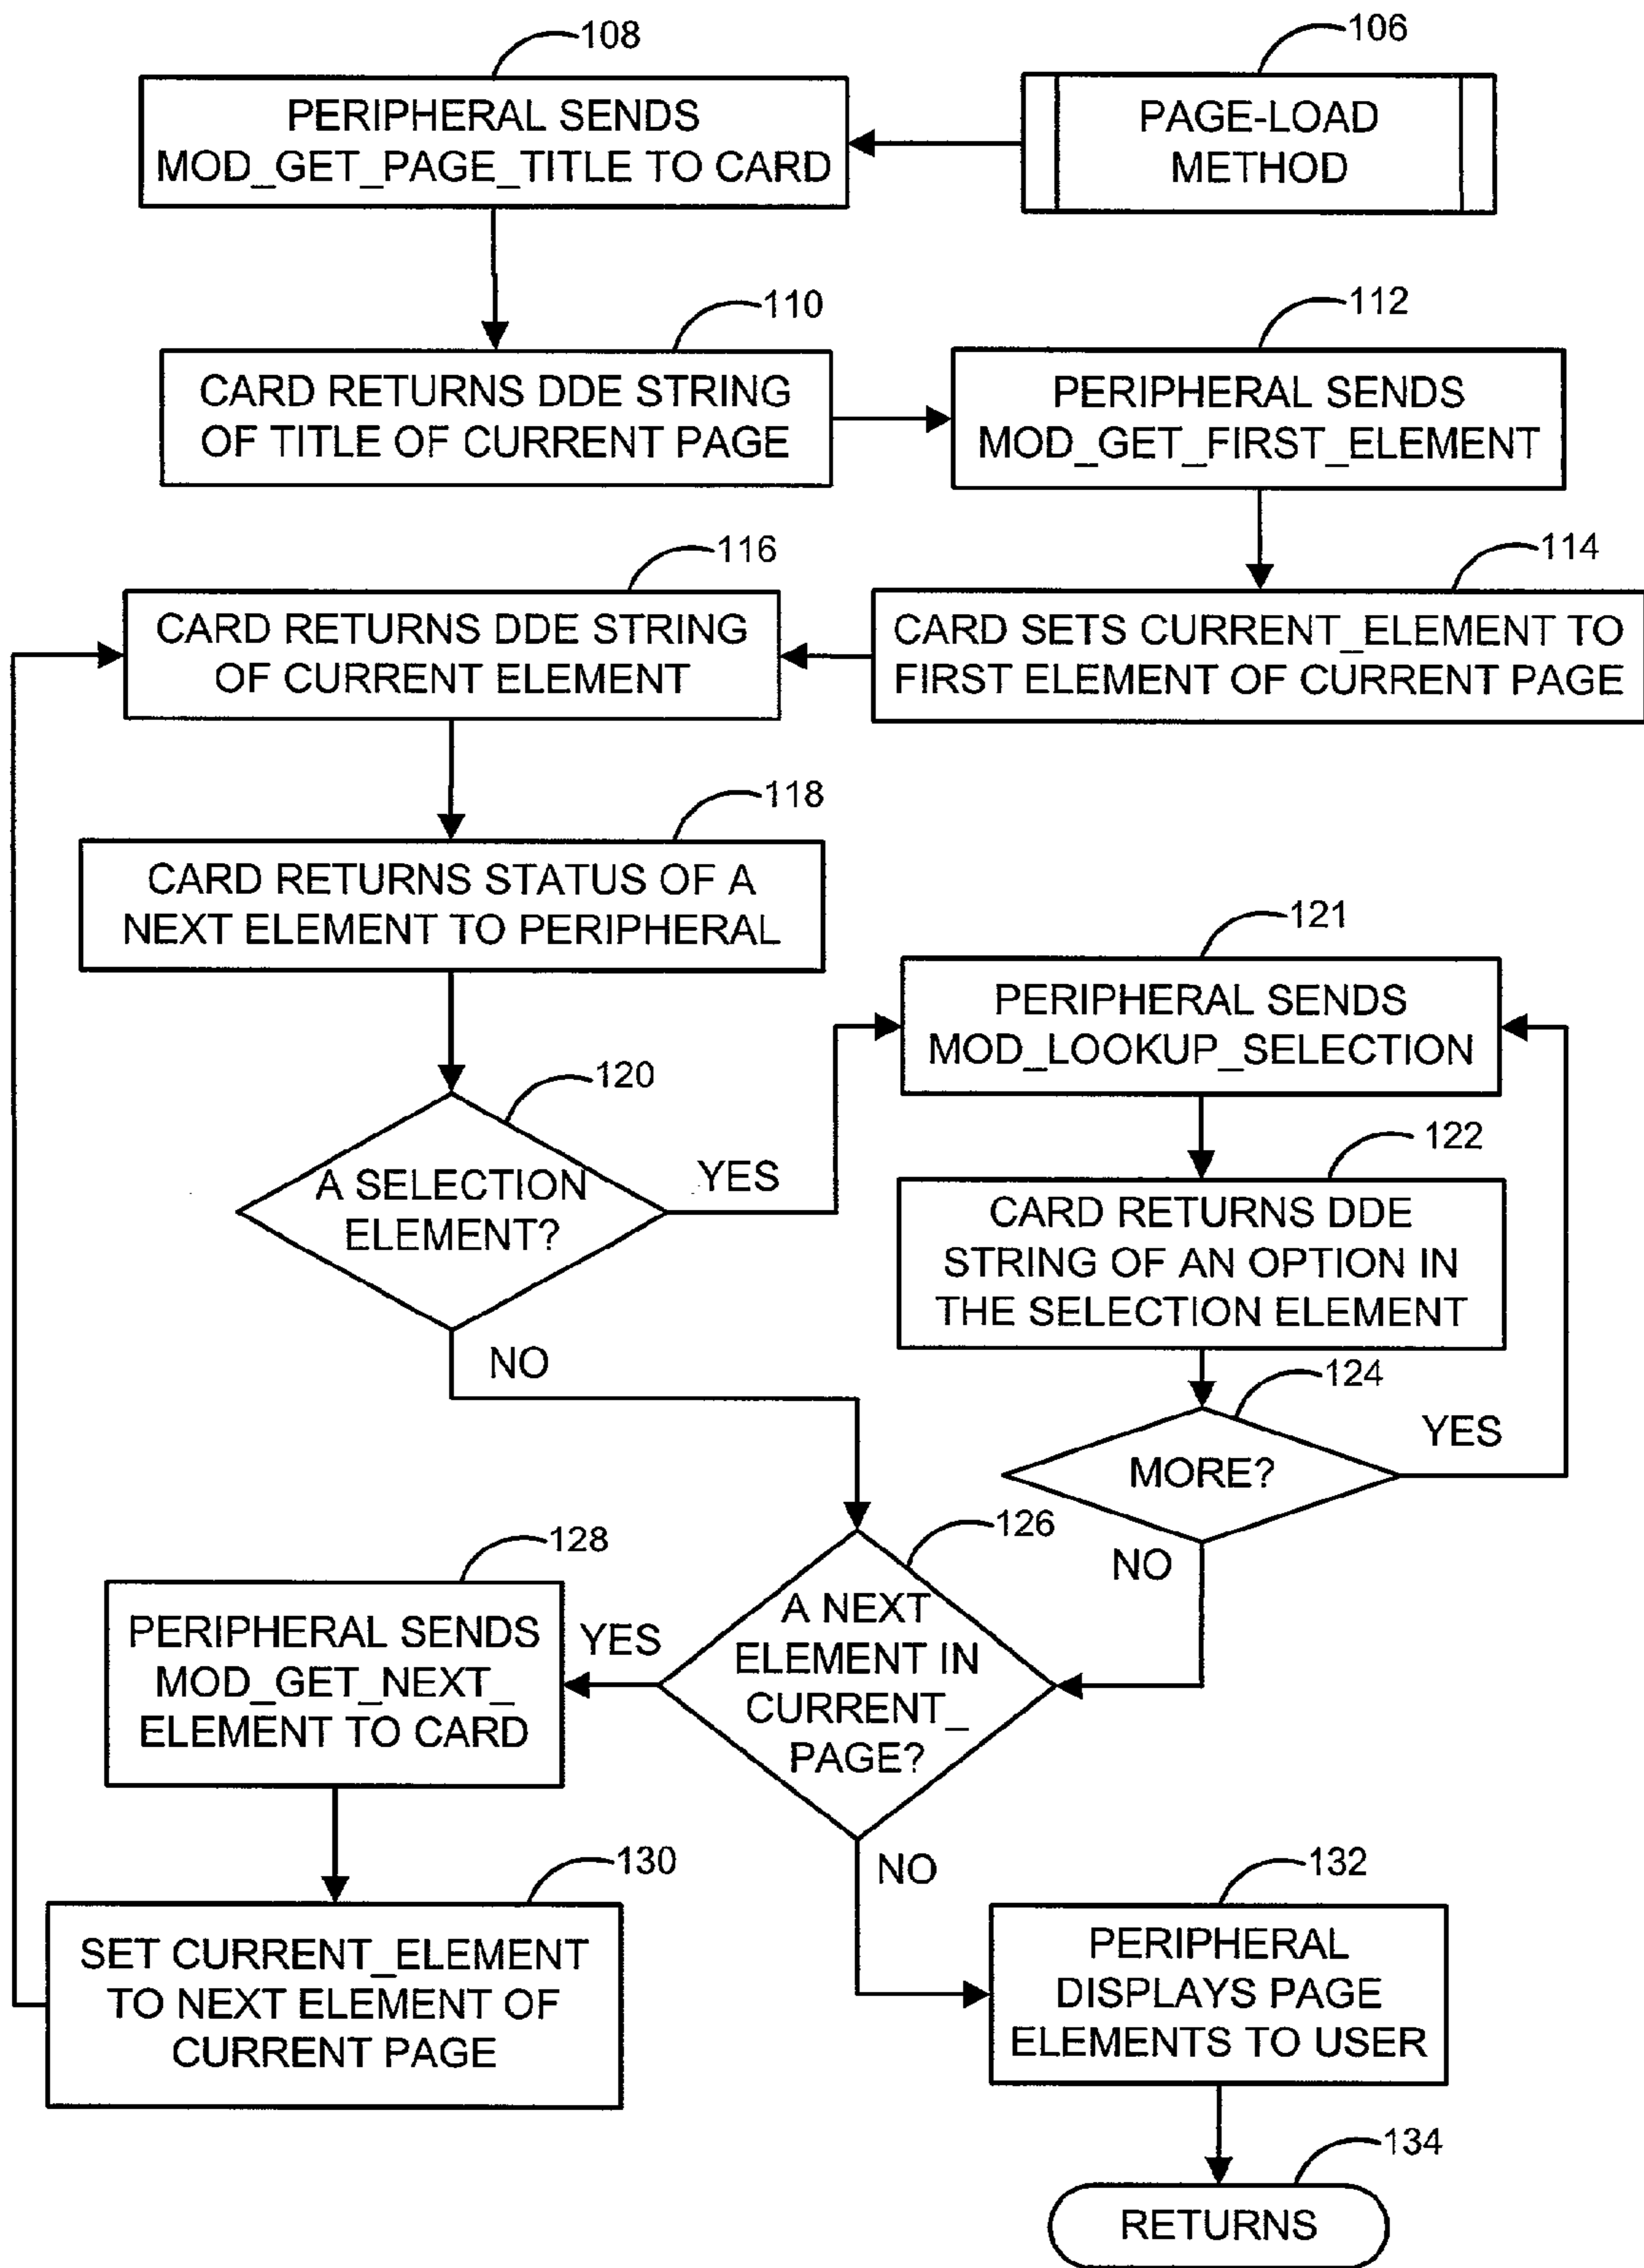 108
106
PERIPHERAL SENDS
MOD_GET_PAGE_TITLE TO CARD
PAGE-LOAD
METHOD
110
112
CARD RETURNS DDE STRING
OF TITLE OF CURRENT PAGE
PERIPHERAL SENDS
MOD_GET_FIRST_ELEMENT
116
114
CARD RETURNS DDE STRING
OF CURRENT ELEMENT
CARD SETS CURRENT_ELEMENT TO
FIRST ELEMENT OF CURRENT PAGE
118
CARD RETURNS STATUS OF A
NEXT ELEMENT TO PERIPHERAL
121
PERIPHERAL SENDS
MOD_LOOKUP_SELECTION
120
A SELECTION
ELEMENT?
YES
NO
122
CARD RETURNS DDE
STRING OF AN OPTION IN
THE SELECTION ELEMENT
124
MORE?
YES
NO
126
A NEXT
ELEMENT IN
CURRENT_
PAGE?
YES
NO
128
PERIPHERAL SENDS
MOD_GET_NEXT_
ELEMENT TO CARD
130
SET CURRENT_ELEMENT
TO NEXT ELEMENT OF
CURRENT PAGE
132
PERIPHERAL
DISPLAYS PAGE
ELEMENTS TO USER
134
RETURNS